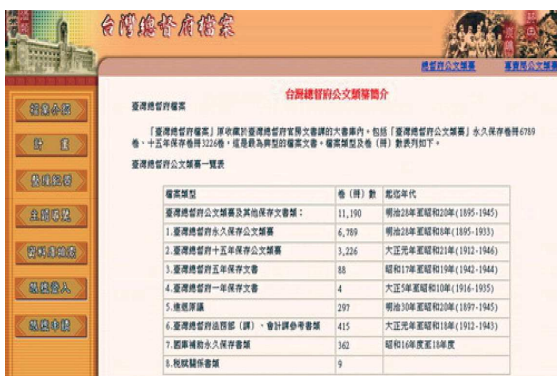 台灣總督府檔案
總督府公文類纂
專賣局公文類纂
檔案介紹
計 畫
整理紀要
主題導覽
資料庫檢索
帳號登入
帳號申請
台灣總督府公文類纂簡介
臺灣總督府檔案
「臺灣總督府檔案」原收藏於臺灣總督府官房文書課的大書庫內。包括「臺灣總督府公文類纂」永久保存卷冊6789
卷、十五年保存卷冊3226卷，這是最為典型的檔案文書。檔案類型及卷（冊）數表列如下。
臺灣總督府公文類纂一覽表
檔案類型 卷（冊）數 起迄年代
臺灣總督府公文類纂及其他保存文書類： 11,190 明治28年至昭和20年(1895-1945)
1.臺灣總督府永久保存公文類纂 6,789 明治28年至昭和8年(1895-1933)
2.臺灣總督府十五年保存公文類纂 3,226 大正元年至昭和21年(1912-1946)
3.臺灣總督府五年保存文書 88 昭和17年至昭和19年(1942-1944)
4.臺灣總督府一年保存文書 4 大正5年至昭和10年(1916-1935)
5.進退原議 297 明治30年至昭和20年(1897-1945)
6.臺灣總督府法務部（課）、會計課參考書類 415 大正元年至昭和18年(1912-1943)
7.國庫補助永久保存書類 362 昭和16年度至18年度
8.稅賦關係書類 9